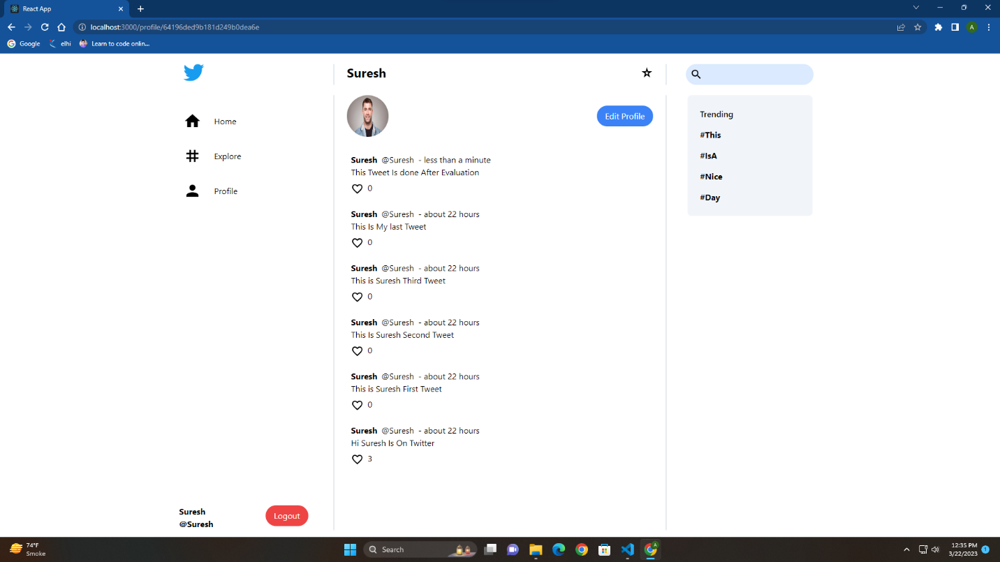 React App
localhost:3000/profile/64196ded9b181d249b0dea6e
A
Google
elhi
Learn to code onlin...
Home
Explore
Profile
Suresh
@Suresh
Logout
Suresh
Edit Profile
Suresh @Suresh - less than a minute
This Tweet Is done After Evaluation
0
Suresh @Suresh - about 22 hours
This Is My last Tweet
0
Suresh @Suresh - about 22 hours
This is Suresh Third Tweet
0
Suresh @Suresh - about 22 hours
This Is Suresh Second Tweet
0
Suresh @Suresh - about 22 hours
This is Suresh First Tweet
0
Suresh @Suresh - about 22 hours
Hi Suresh Is On Twitter
3
Trending
#This
#IsA
#Nice
#Day
74°F
Smoke
Search
A
12:35 PM
3/22/2023
1